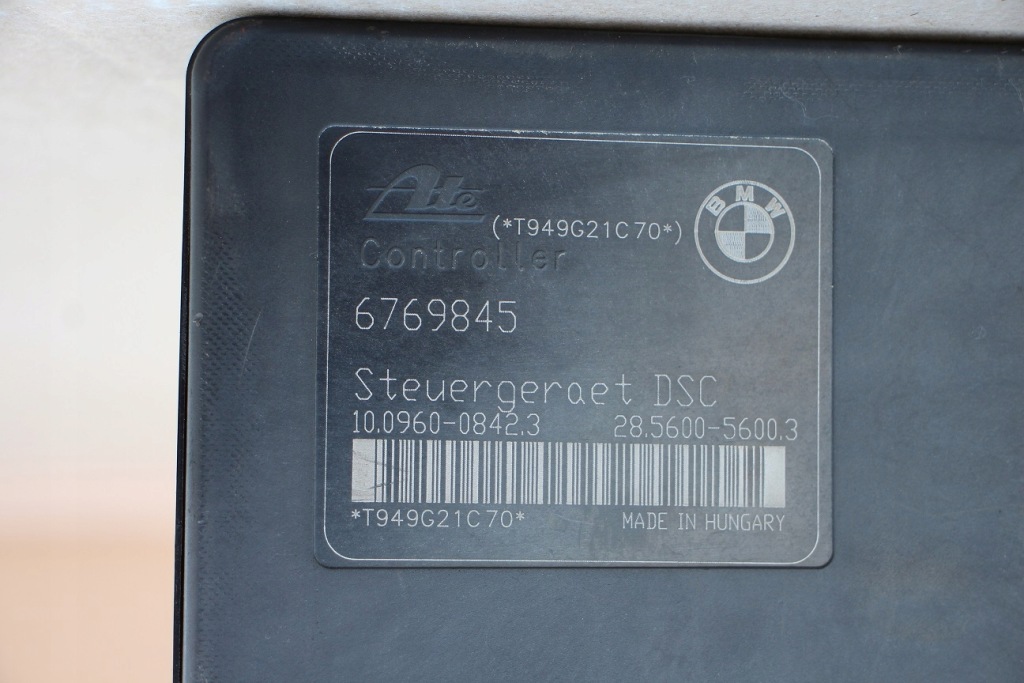 Ate
(*T949G21C70*)
BMW
Controller
6769845
Steuergeraet DSC
10.0960-0842.3 28.5600-5600.3
*T949G21C70* MADE IN HUNGARY